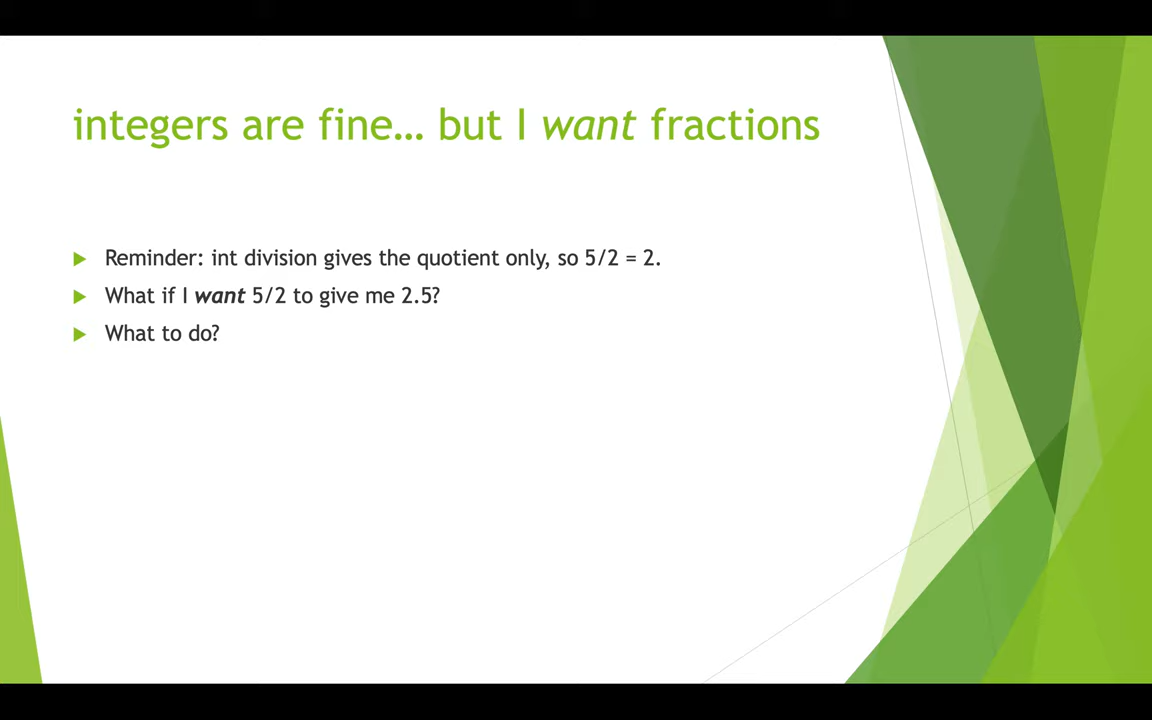 integers are fine… but I want fractions
Reminder: int division gives the quotient only, so 5/2 = 2.
What if I want 5/2 to give me 2.5?
What to do?